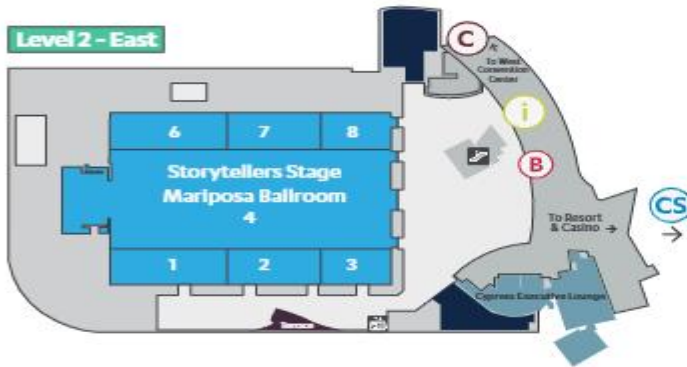 Level 2 - East
C
To West
Convention
Center
i
6 7 8
Storytellers Stage
Mariposa Ballroom
4
B
CS
To Resort
& Casino →
1 2 3
Cypress Executive Lounge